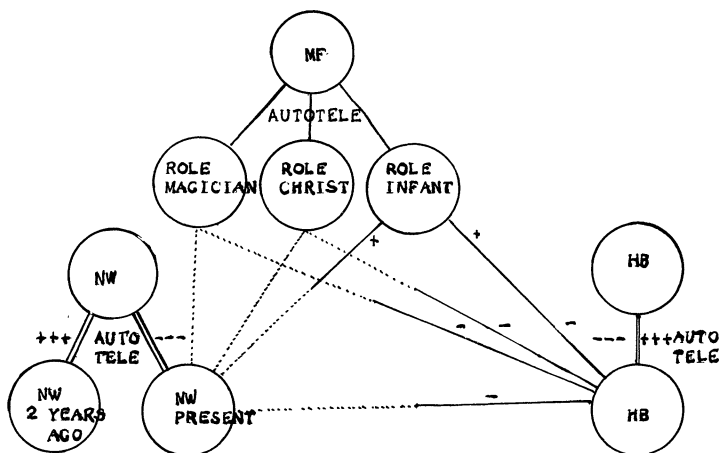 MF
AUTOTELE
ROLE
MAGICIAN
ROLE
CHRIST
ROLE
INFANT
+
+
NW
HB
+++ AUTO --- TELE
- - - --- +++AUTO
TELE
NW
2 YEARS
AGO
NW
PRESENT
-
HB